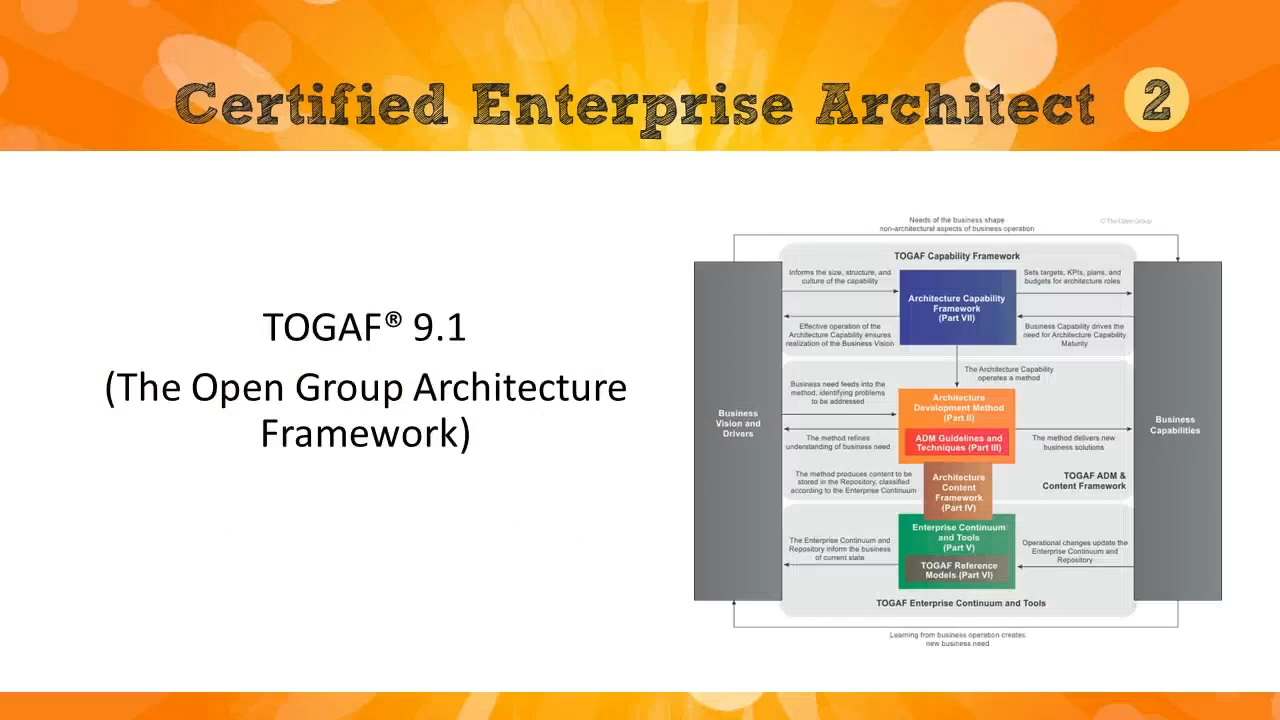 Certified Enterprise Architect 2
TOGAF® 9.1
(The Open Group Architecture
Framework)
Needs of the business shape
non-architectural aspects of business operation
© The Open Group
TOGAF Capability Framework
Informs the size, structure, and
culture of the capability
Architecture Capability
Framework
(Part VII)
Sets targets, KPIs, plans, and
budgets for architecture roles
Effective operation of the
Architecture Capability ensures
realization of the Business Vision
Business Capability drives the
need for Architecture Capability
Maturity
The Architecture Capability
operates a method
Business
Vision and
Drivers
Business need feeds into the
method, identifying problems
to be addressed
Architecture
Development Method
(Part II)
ADM Guidelines and
Techniques (Part III)
The method refines
understanding of business need
The method delivers new
business solutions
Business
Capabilities
The method produces content to be
stored in the Repository, classified
according to the Enterprise Continuum
Architecture
Content
Framework
(Part IV)
TOGAF ADM &
Content Framework
Enterprise Continuum
and Tools
(Part V)
TOGAF Reference
Models (Part VI)
The Enterprise Continuum and
Repository inform the business
of current state
Operational changes update the
Enterprise Continuum and
Repository
TOGAF Enterprise Continuum and Tools
Learning from business operation creates
new business need